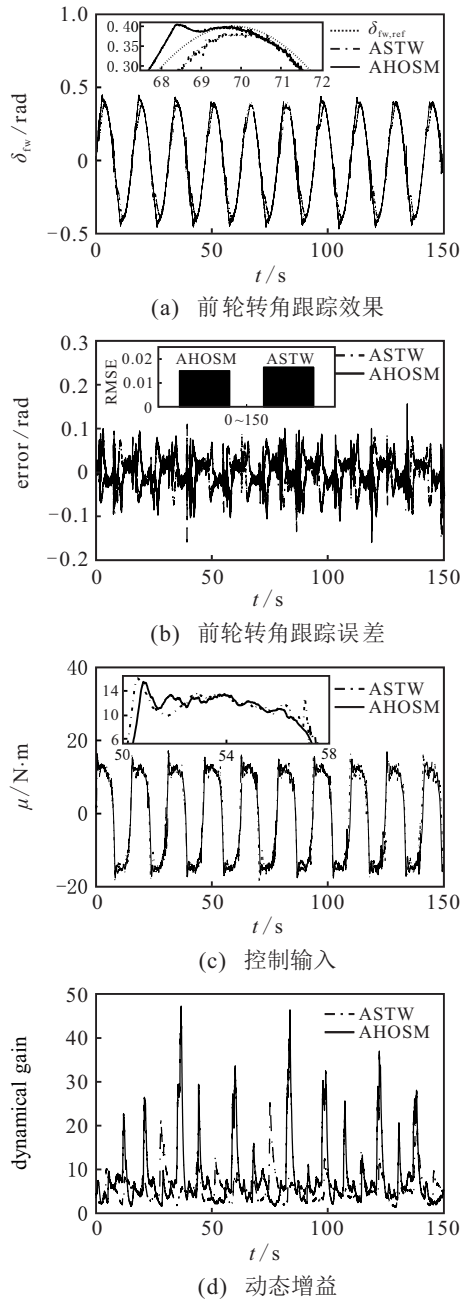 1.0
0.5
0
−0.5
δfw / rad
0.40
0.35
0.30
68 69 70 71 72
δfw,ref
ASTW
AHOSM
0 50 100 150
t / s
(a) 前轮转角跟踪效果
0.3
0.2
0.1
0
−0.1
−0.2
error / rad
RMSE
0.02
0.01
0
AHOSM ASTW
0~150
ASTW
AHOSM
0 50 100 150
t / s
(b) 前轮转角跟踪误差
40
20
0
−20
μ / N·m
14
10
6
50 54 58
ASTW
AHOSM
0 50 100 150
t / s
(c) 控制输入
50
40
30
20
10
0
dynamical gain
ASTW
AHOSM
0 50 100 150
t / s
(d) 动态增益